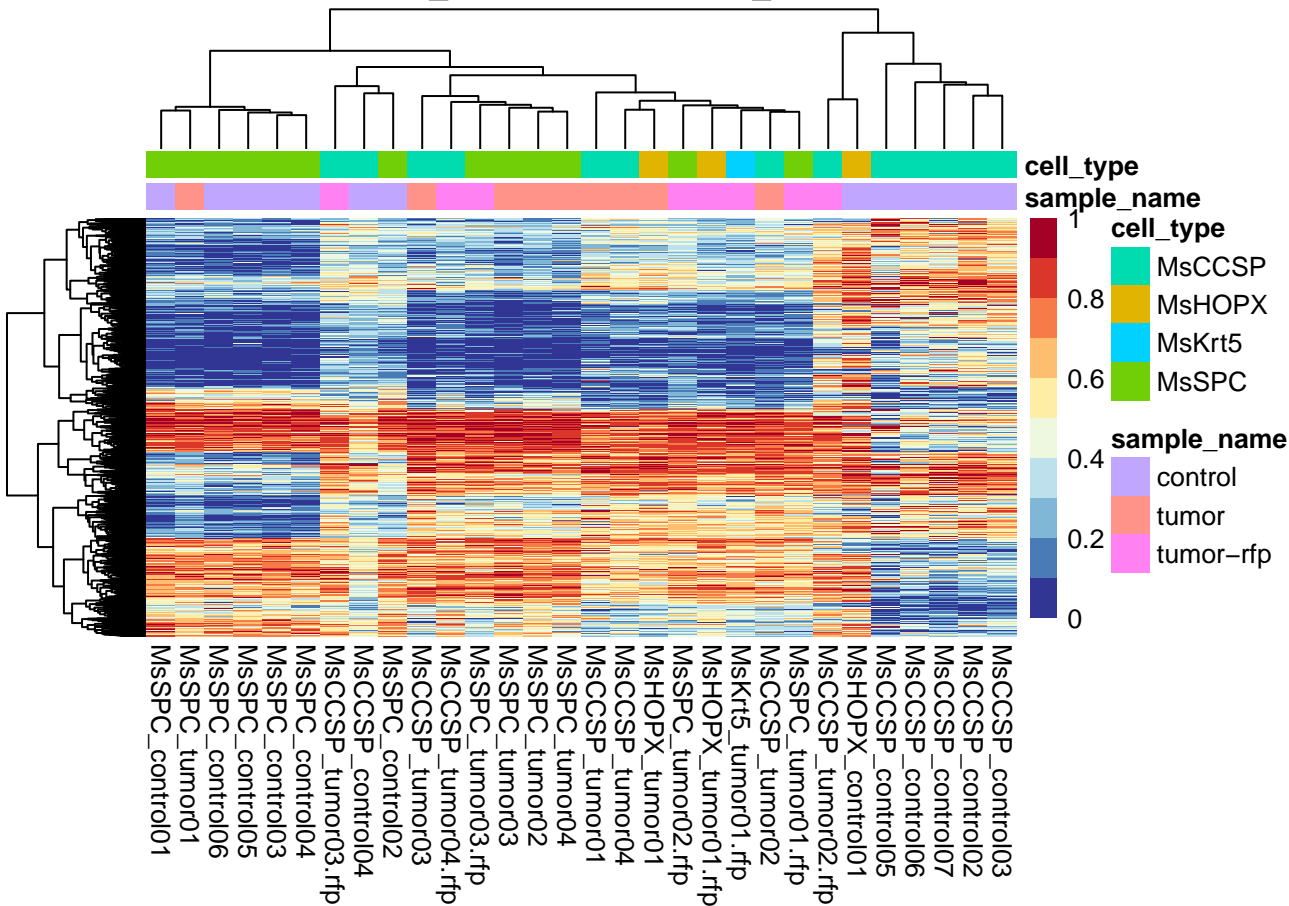 cell_type
sample_name
1
0.8
0.6
0.4
0.2
0
cell_type
MsCCSP
MsHOPX
MsKrt5
MsSPC
sample_name
control
tumor
tumor−rfp
MsSPC_control01
MsSPC_tumor01
MsSPC_control06
MsSPC_control05
MsSPC_control03
MsSPC_control04
MsCCSP_tumor03.rfp
MsCCSP_control04
MsSPC_control02
MsCCSP_tumor03
MsCCSP_tumor04.rfp
MsSPC_tumor03.rfp
MsSPC_tumor03
MsSPC_tumor02
MsSPC_tumor04
MsCCSP_tumor01
MsCCSP_tumor04
MsHOPX_tumor01
MsSPC_tumor02.rfp
MsHOPX_tumor01.rfp
MsKrt5_tumor01.rfp
MsCCSP_tumor02
MsSPC_tumor01.rfp
MsCCSP_tumor02.rfp
MsHOPX_control01
MsCCSP_control05
MsCCSP_control06
MsCCSP_control07
MsCCSP_control02
MsCCSP_control03